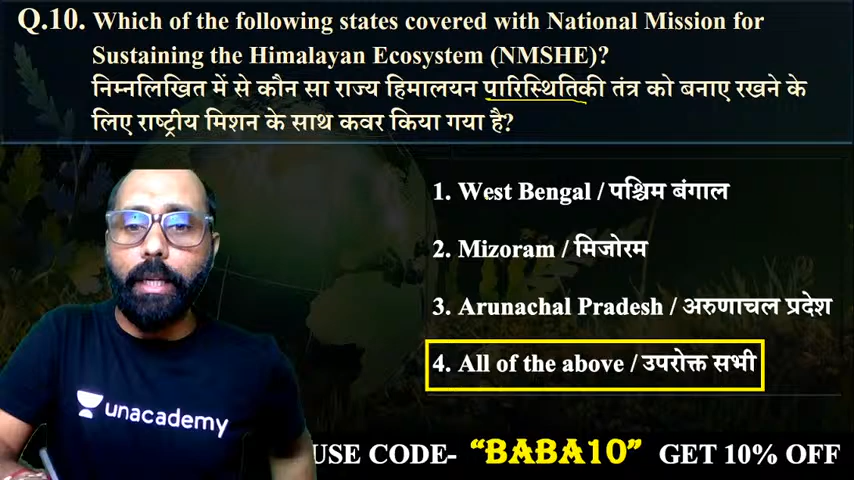 Q.10. Which of the following states covered with National Mission for
Sustaining the Himalayan Ecosystem (NMSHE)?
निम्नलिखित में से कौन सा राज्य हिमालयन पारिस्थितिकी तंत्र को बनाए रखने के
लिए राष्ट्रीय मिशन के साथ कवर किया गया है?
1. West Bengal / पश्चिम बंगाल
2. Mizoram / मिजोरम
3. Arunachal Pradesh / अरुणाचल प्रदेश
4. All of the above / उपरोक्त सभी
unacademy
USE CODE- “BABA10” GET 10% OFF